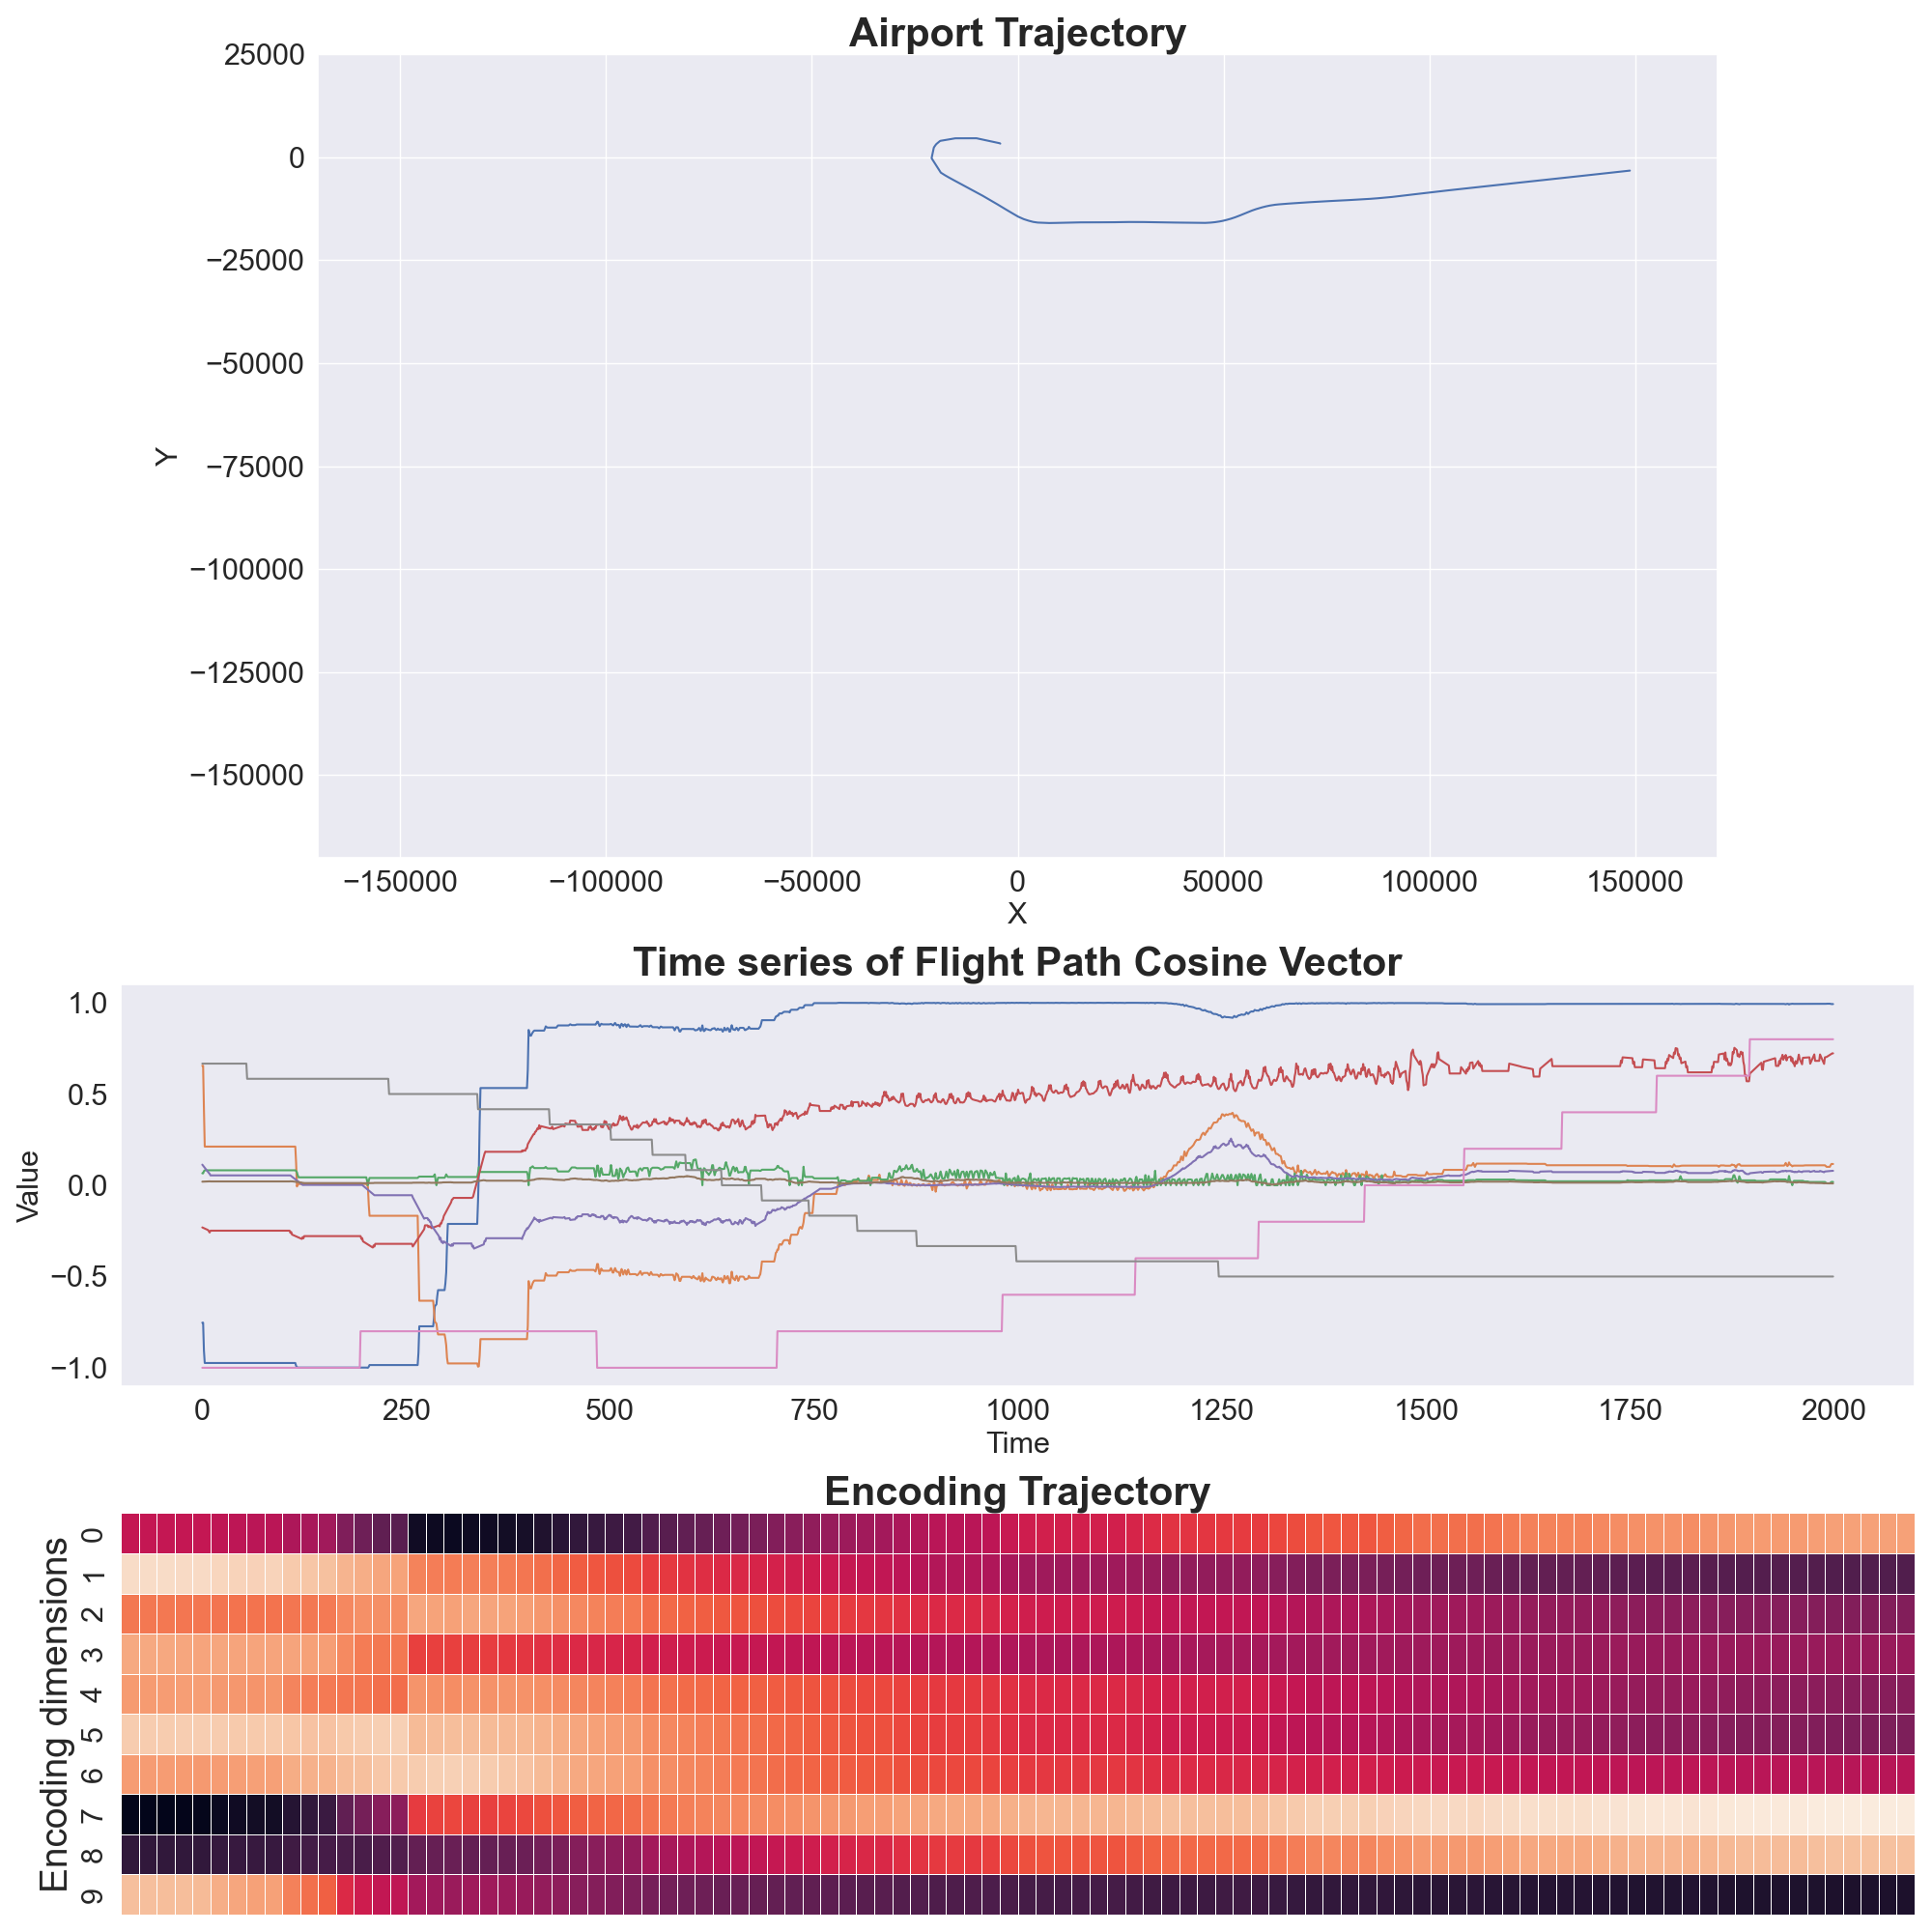 Airport Trajectory
25000
0
−25000
−50000
−75000
−100000
−125000
−150000
Y
−150000 −100000 −50000 0 50000 100000 150000
X
Time series of Flight Path Cosine Vector
1.0
0.5
0.0
−0.5
−1.0
Value
0 250 500 750 1000 1250 1500 1750 2000
Time
Encoding Trajectory
Encoding dimensions
0
1
2
3
4
5
6
7
8
9